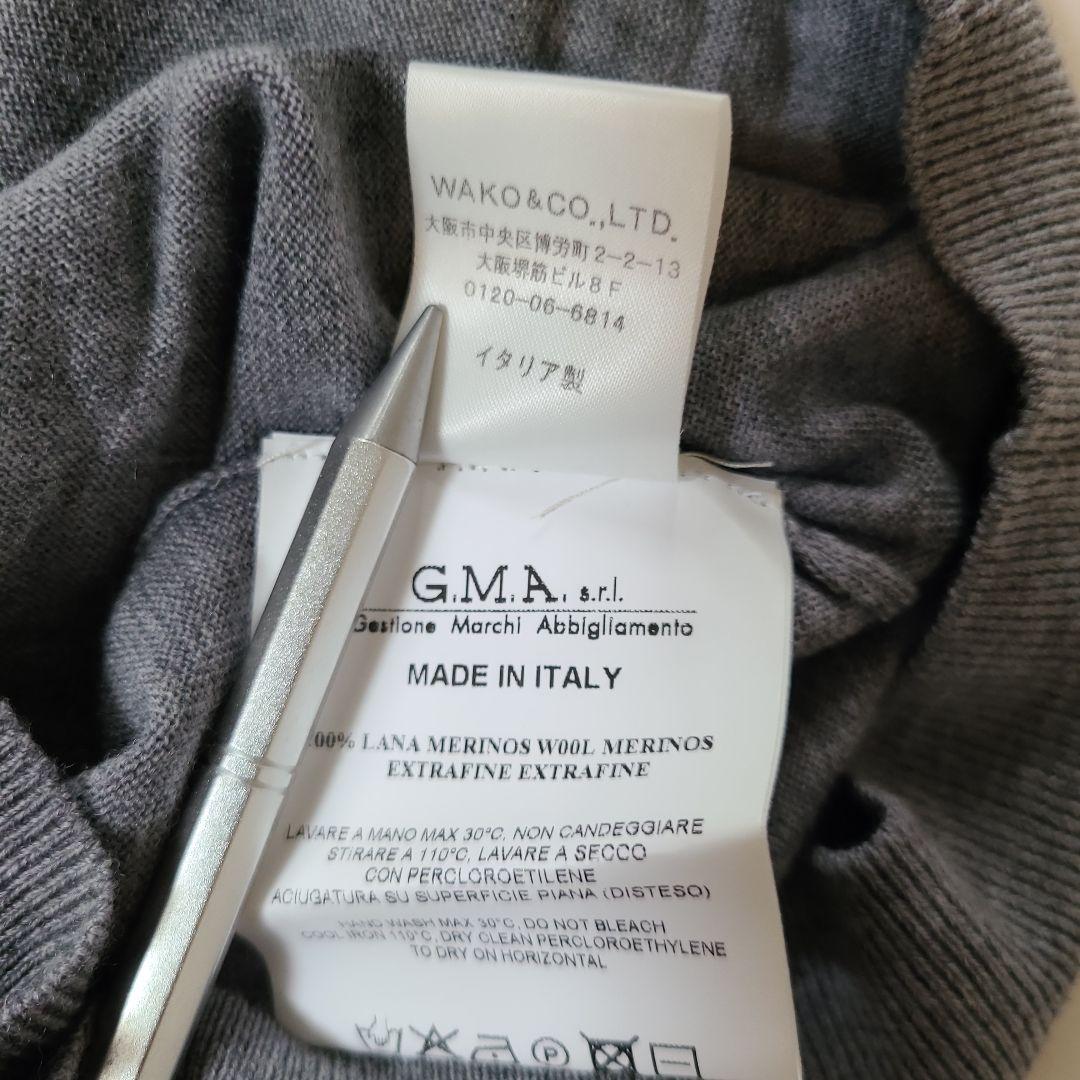 WAKO&CO.,LTD.
大阪市中央区博労町2-2-13
大阪堺筋ビル8F
0120-06-6814
イタリア製
G.M.A. s.r.l.
Gestione Marchi Abbigliamento
MADE IN ITALY
00% LANA MERINOS W00L MERINOS
EXTRAFINE EXTRAFINE
LAVARE A MANO MAX 30°C, NON CANDEGGIARE
STIRARE A 110°C, LAVARE A SECCO
CON PERCLOROETILENE
ACIUGATURA SU SUPERFICIE PIANA (DISTESO)
HAND WASH MAX 30°C, DO NOT BLEACH
COOL IRON 110°C, DRY CLEAN PERCLOROETHYLENE
TO DRY ON HORIZONTAL
P